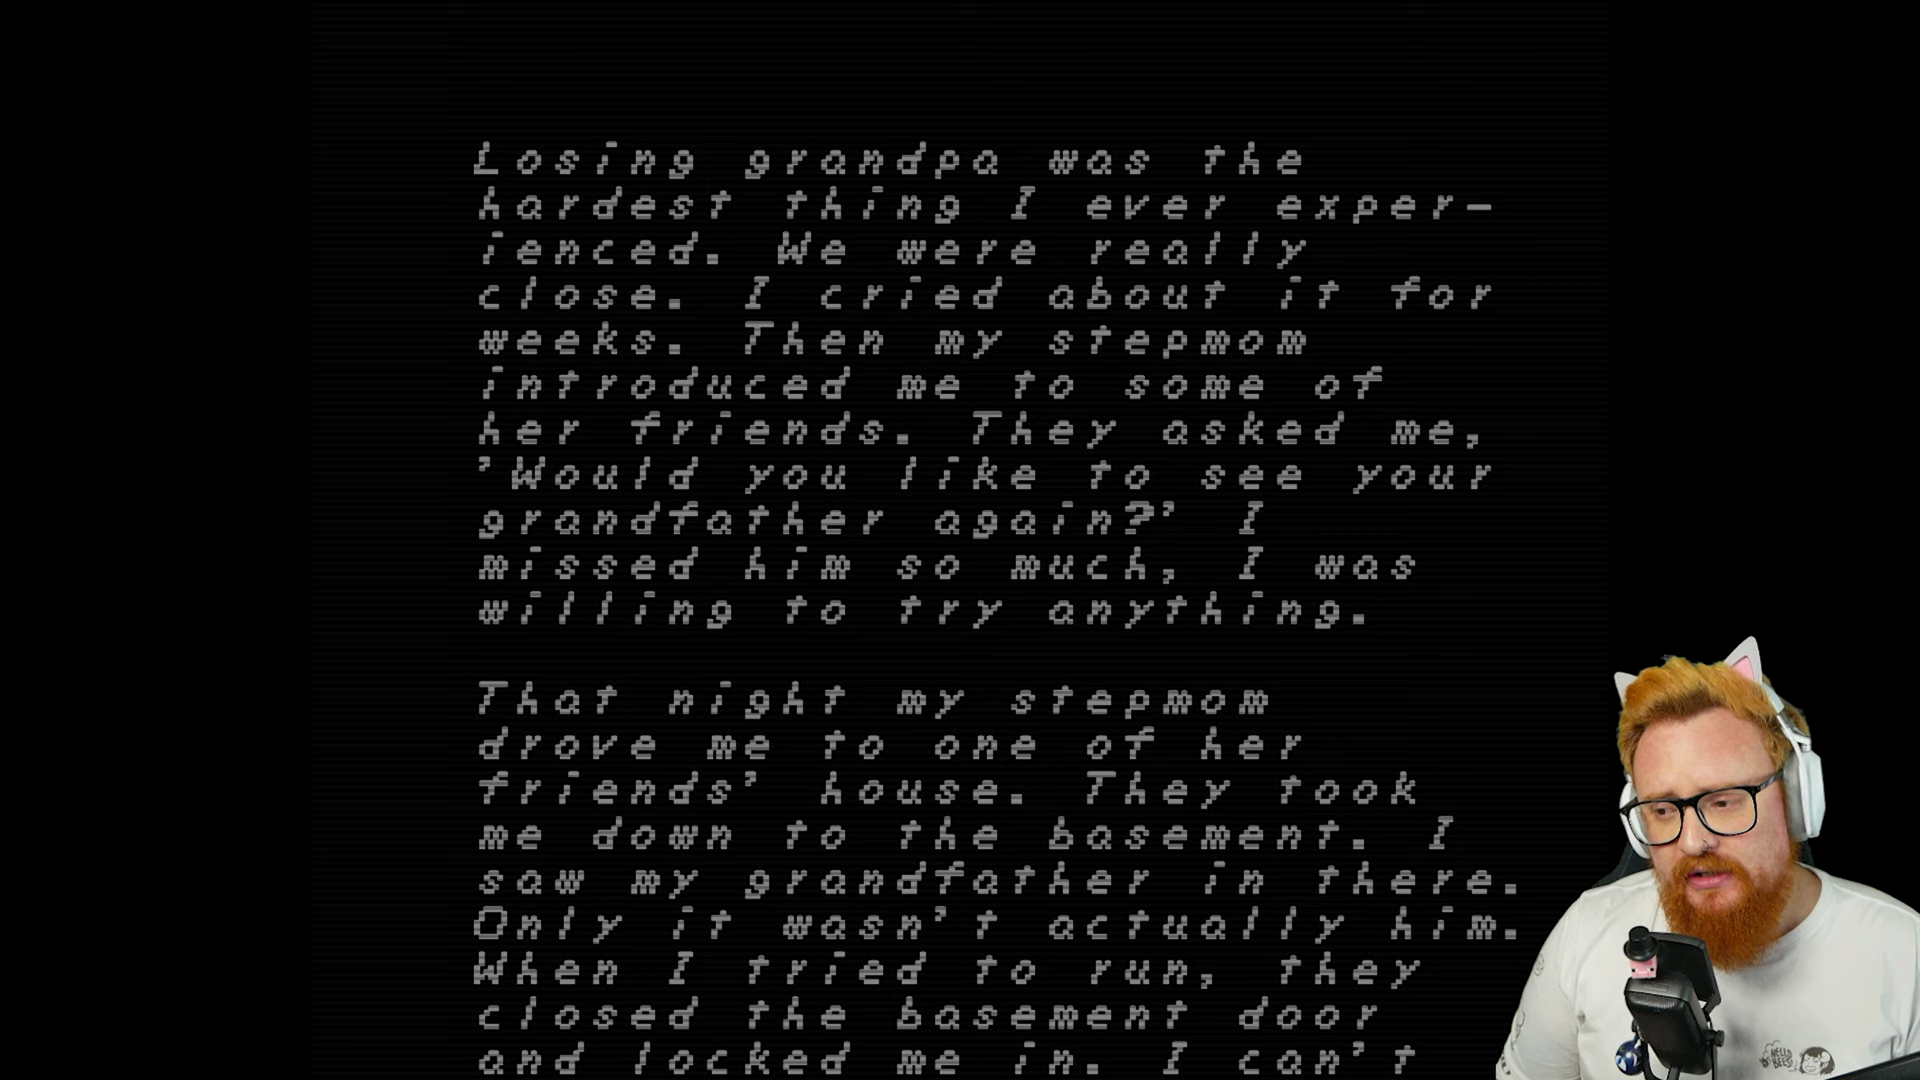 Losing grandpa was the
hardest thing I ever exper-
ienced. We were really
close. I cried about it for
weeks. Then my stepmom
introduced me to some of
her friends. They asked me,
'Would you like to see your
grandfather again?' I
missed him so much, I was
willing to try anything.
That night my stepmom
drove me to one of her
friends' house. They took
me down to the basement. I
saw my grandfather in there.
Only it wasn't actually him.
When I tried to run, they
closed the basement door
and locked me in. I can't
HELLO
BEES!